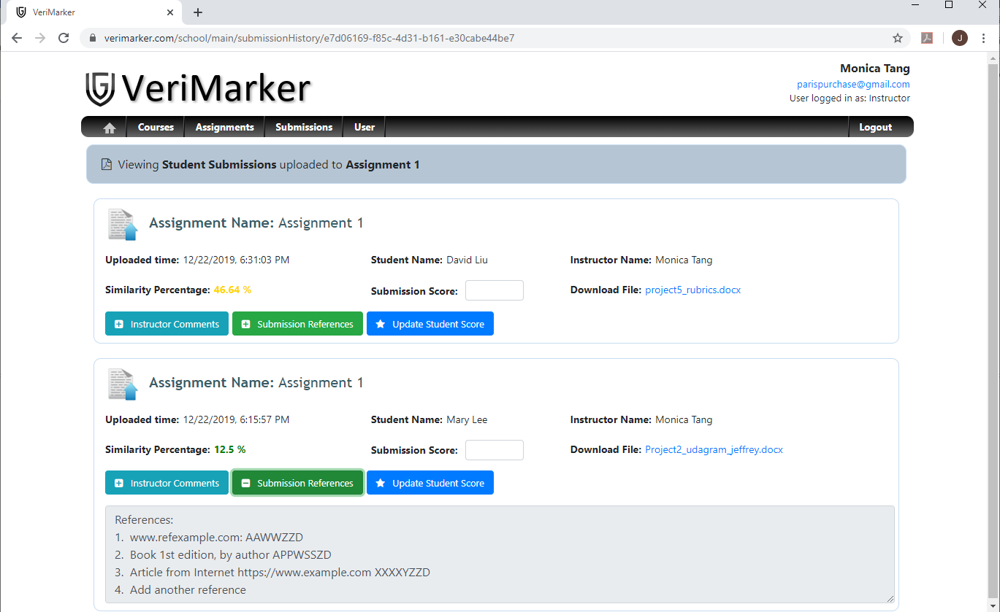 VeriMarker
verimarker.com/school/main/submissionHistory/e7d06169-f85c-4d31-b161-e30cabe44be7
J
VeriMarker
Monica Tang
parispurchase@gmail.com
User logged in as: Instructor
Courses Assignments Submissions User Logout
Viewing Student Submissions uploaded to Assignment 1
Assignment Name: Assignment 1
Uploaded time: 12/22/2019, 6:31:03 PM Student Name: David Liu Instructor Name: Monica Tang
Similarity Percentage: 46.64 % Submission Score: Download File: project5_rubrics.docx
Instructor Comments Submission References Update Student Score
Assignment Name: Assignment 1
Uploaded time: 12/22/2019, 6:15:57 PM Student Name: Mary Lee Instructor Name: Monica Tang
Similarity Percentage: 12.5 % Submission Score: Download File: Project2_udagram_jeffrey.docx
Instructor Comments Submission References Update Student Score
References:
1. www.refexample.com: AAWWZZD
2. Book 1st edition, by author APPWSSZD
3. Article from Internet https://www.example.com XXXXYZZD
4. Add another reference